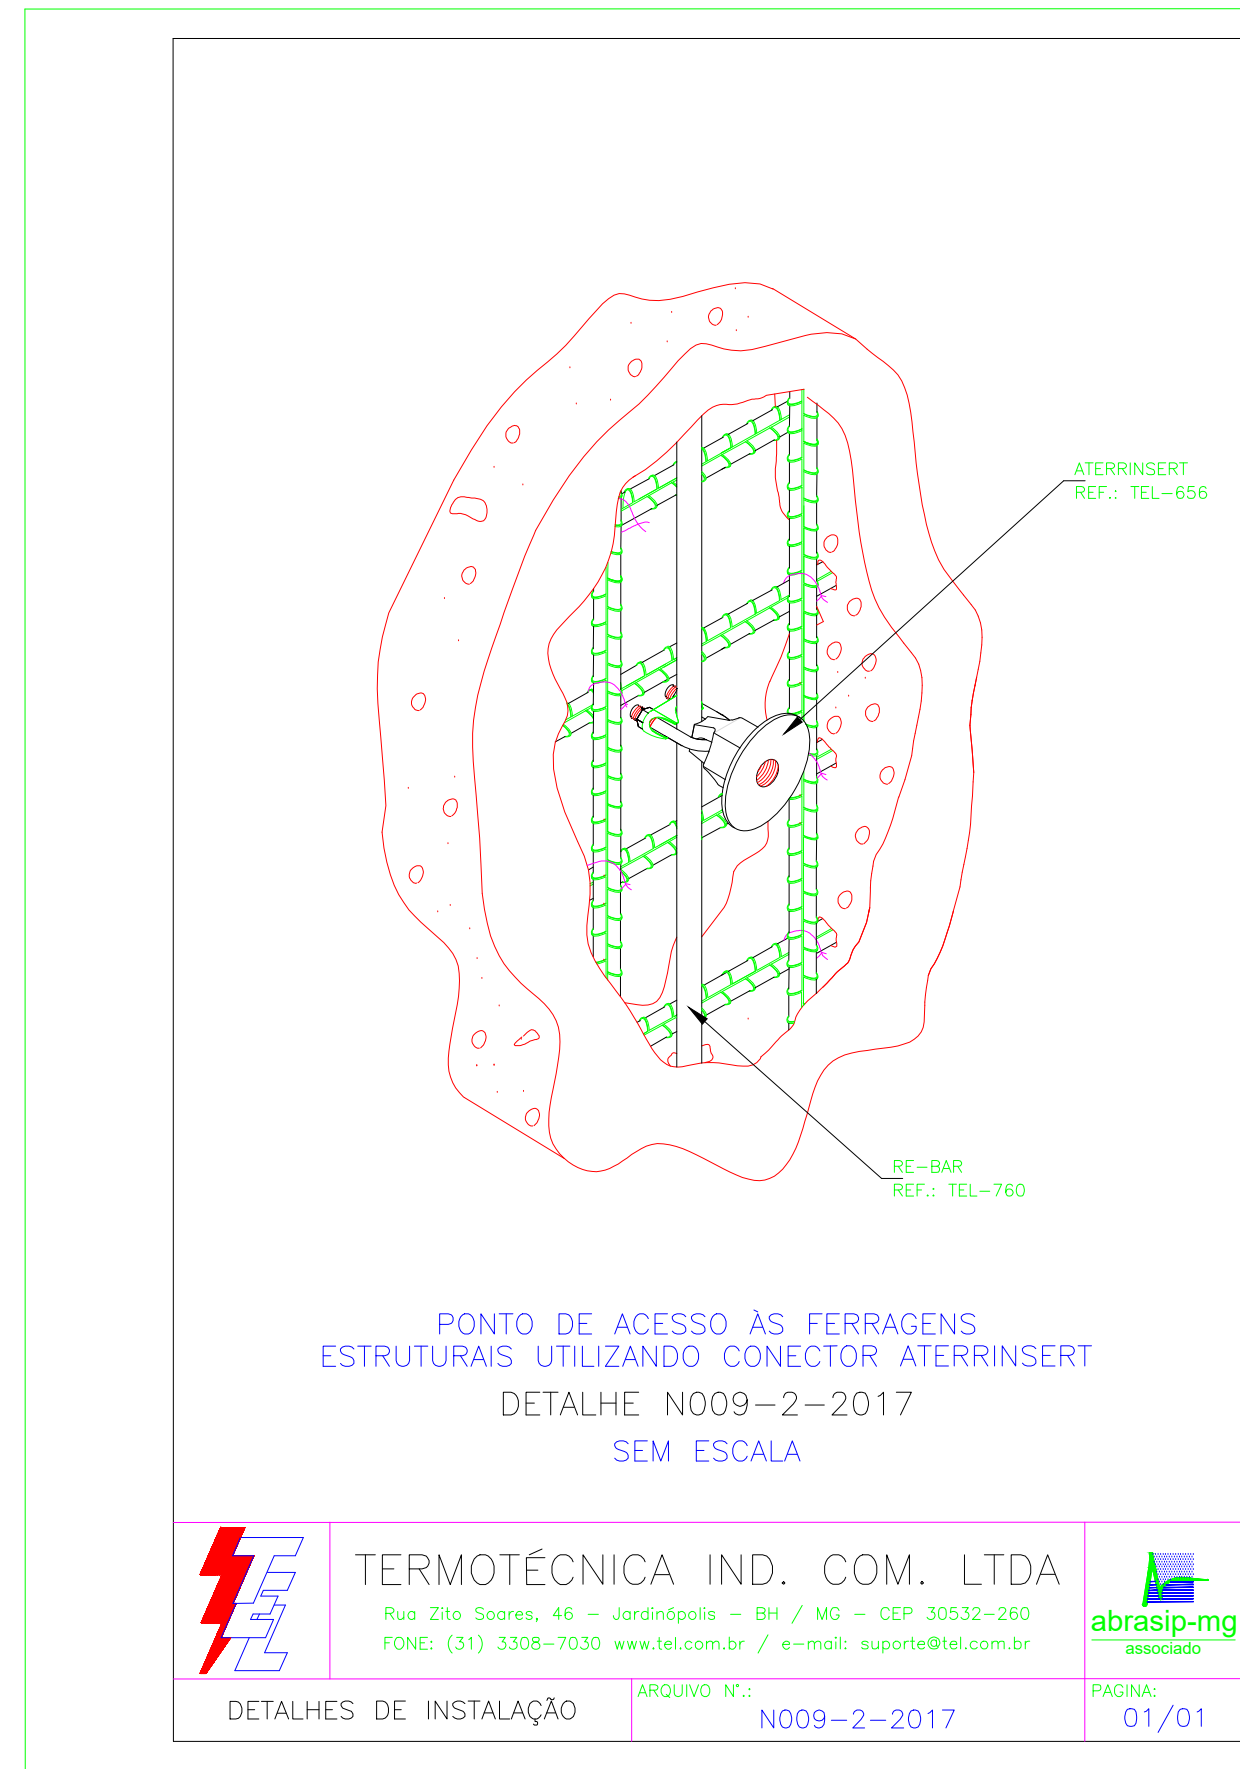 ATERRINSERT
REF.: TEL-656
RE-BAR
REF.: TEL-760
PONTO DE ACESSO ÀS FERRAGENS
ESTRUTURAIS UTILIZANDO CONECTOR ATERRINSERT
DETALHE N009-2-2017
SEM ESCALA
TEL
TERMOTÉCNICA IND. COM. LTDA
Rua Zito Soares, 46 - Jardinópolis - BH / MG - CEP 30532-260
FONE: (31) 3308-7030 www.tel.com.br / e-mail: suporte@tel.com.br
abrasip-mg
associado
DETALHES DE INSTALAÇÃO
ARQUIVO N°.:
N009-2-2017
PAGINA:
01/01